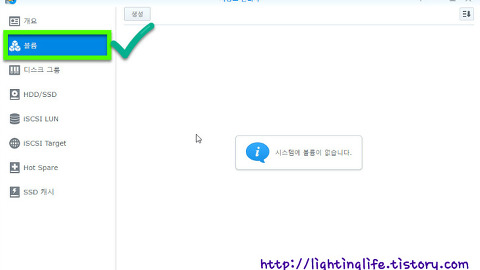 생성
개요
볼륨
디스크 그룹
HDD/SSD
iSCSI LUN
iSCSI Target
Hot Spare
SSD 캐시
시스템에 볼륨이 없습니다.
http://lightinglife.tistory.com